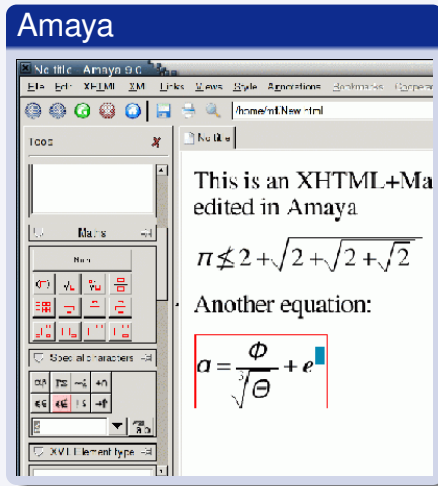 Amaya
No title Amaya 9.0
File Edit XHTML XML Links Views Style Annotations Bookmarks
/home/mf/New.html
Tools
No title
This is an XHTML+Ma
edited in Amaya
Maths
π≰2+√2+√2+√2
Another equation:
a = Φ/∛Θ + e
Special characters
XML Element type